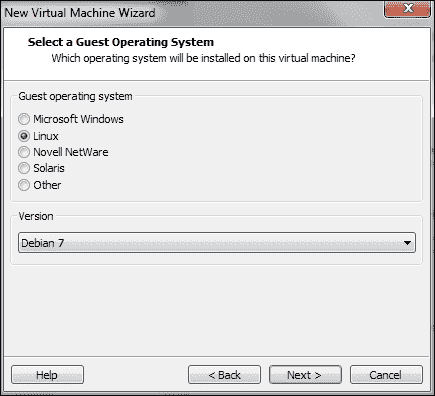 New Virtual Machine Wizard
Select a Guest Operating System
Which operating system will be installed on this virtual machine?
Guest operating system
Microsoft Windows
Linux
Novell NetWare
Solaris
Other
Version
Debian 7
Help
< Back
Next >
Cancel